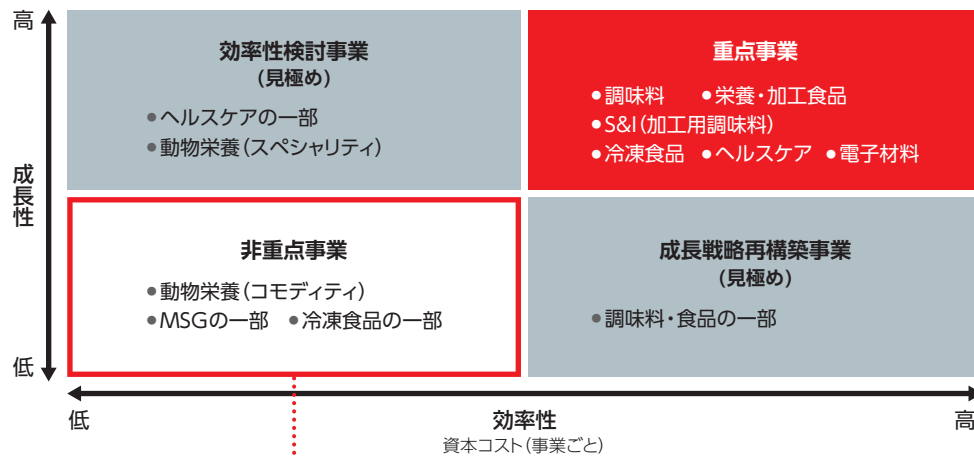 高
効率性検討事業
(見極め)
●ヘルスケアの一部
●動物栄養(スペシャリティ)
重点事業
●調味料 ●栄養・加工食品
●S&I(加工用調味料)
●冷凍食品 ●ヘルスケア ●電子材料
成長性
非重点事業
●動物栄養(コモディティ)
●MSGの一部 ●冷凍食品の一部
成長戦略再構築事業
(見極め)
●調味料・食品の一部
低
低
効率性
高
資本コスト(事業ごと)